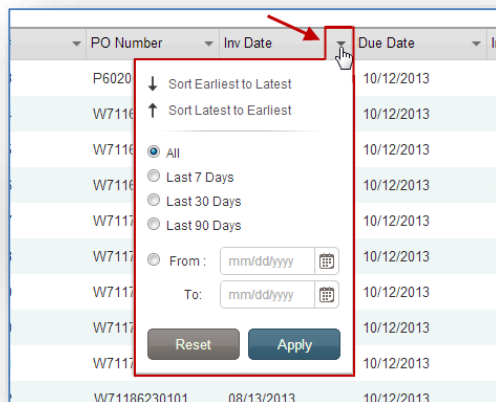 PO Number Inv Date Due Date
P6020 10/12/2013
Sort Earliest to Latest
W7116 10/12/2013
Sort Latest to Earliest
W7116 10/12/2013
All
W7116 10/12/2013
Last 7 Days
Last 30 Days
W7117 10/12/2013
Last 90 Days
W7117 10/12/2013
From : mm/dd/yyyy
W7117 10/12/2013
To: mm/dd/yyyy
W7117 10/12/2013
Reset Apply
W7117 10/12/2013
W71186230101 08/13/2013 10/12/2013